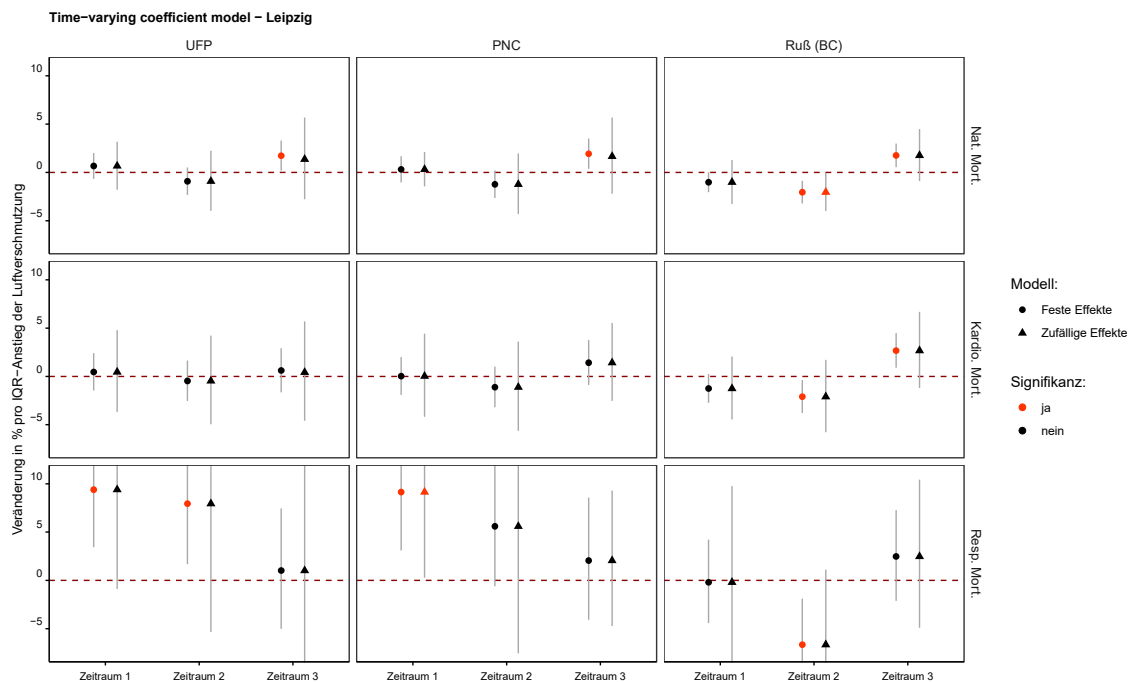 Time−varying coefficient model − Leipzig
UFP
PNC
Ruß (BC)
Veränderung in % pro IQR−Anstieg der Luftverschmutzung
10
5
0
−5
Nat. Mort.
10
5
0
−5
Kardio. Mort.
10
5
0
−5
Resp. Mort.
Zeitraum 1
Zeitraum 2
Zeitraum 3
Zeitraum 1
Zeitraum 2
Zeitraum 3
Zeitraum 1
Zeitraum 2
Zeitraum 3
Modell:
Feste Effekte
Zufällige Effekte
Signifikanz:
ja
nein